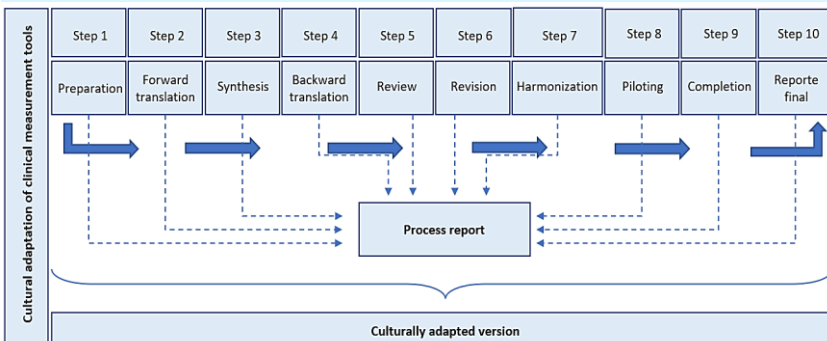 Cultural adaptation of clinical measurement tools
Step 1
Step 2
Step 3
Step 4
Step 5
Step 6
Step 7
Step 8
Step 9
Step 10
Preparation
Forward
translation
Synthesis
Backward
translation
Review
Revision
Harmonization
Piloting
Completion
Reporte
final
Process report
Culturally adapted version